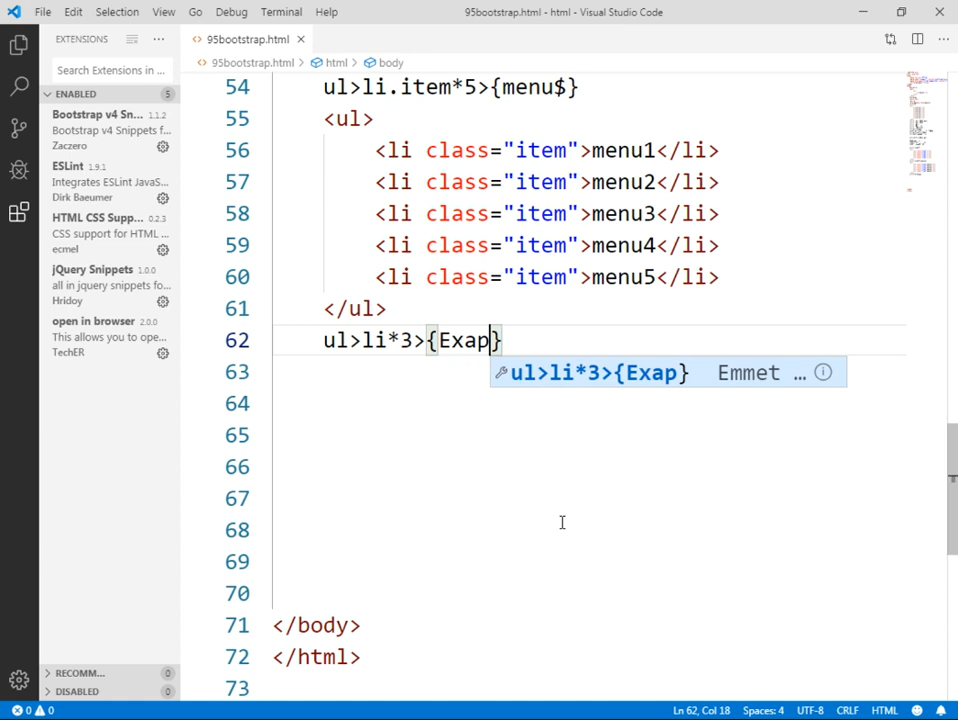 File Edit Selection View Go Debug Terminal Help
95bootstrap.html - html - Visual Studio Code
EXTENSIONS
Search Extensions in ...
ENABLED 5
Bootstrap v4 Sn... 1.1.2
Bootstrap v4 Snippets f...
Zaczero
ESLint 1.9.1
Integrates ESLint JavaS...
Dirk Baeumer
HTML CSS Supp... 0.2.3
CSS support for HTML ...
ecmel
jQuery Snippets 1.0.0
all in jquery snippets fo...
Hridoy
open in browser 2.0.0
This allows you to ope...
TechER
RECOMM... 0
DISABLED 0
95bootstrap.html
95bootstrap.html > html > body
54 ul>li.item*5>{menu$}
55 <ul>
56 <li class="item">menu1</li>
57 <li class="item">menu2</li>
58 <li class="item">menu3</li>
59 <li class="item">menu4</li>
60 <li class="item">menu5</li>
61 </ul>
62 ul>li*3>{Exap}
ul>li*3>{Exap} Emmet ...
63
64
65
66
67
68
69
70
71 </body>
72 </html>
73
0 0
Ln 62, Col 18 Spaces: 4 UTF-8 CRLF HTML